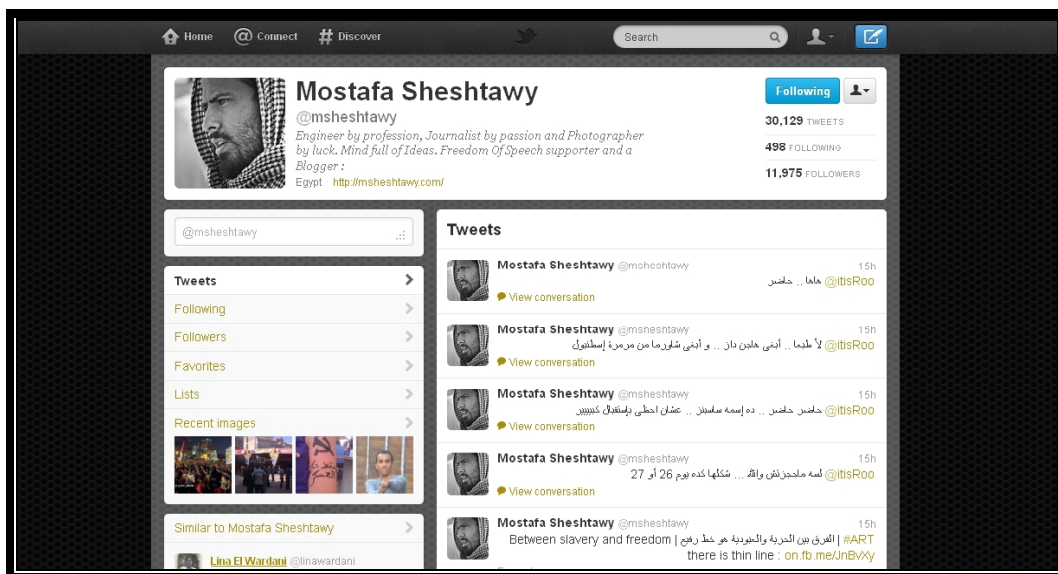 Home
Connect
Discover
Search
Mostafa Sheshtawy
@msheshtawy
Engineer by profession, Journalist by passion and Photographer
by luck. Mind full of Ideas. Freedom Of Speech supporter and a
Blogger :
Egypt http://msheshtawy.com/
Following
30,129 TWEETS
498 FOLLOWING
11,975 FOLLOWERS
@msheshtawy
Tweets
Following
Followers
Favorites
Lists
Recent images
Similar to Mostafa Sheshtawy
Lina El Wardani @linawardani
Tweets
Mostafa Sheshtawy @msheshtawy 15h
@itisRoo هاها .. حاضر
View conversation
Mostafa Sheshtawy @msheshtawy 15h
@itisRoo لأ طبعا .. أبغى هاجن داز .. و أبغى شاورما من مرمرة إسطنبول
View conversation
Mostafa Sheshtawy @msheshtawy 15h
@itisRoo حاضر حاضر .. ده إسمه ساسبنز .. عشان احظى بإستقبال كبيييير
View conversation
Mostafa Sheshtawy @msheshtawy 15h
@itisRoo لسه ماحجزتش والله ... شكلها كده يوم 26 أو 27
View conversation
Mostafa Sheshtawy @msheshtawy 15h
#ART | الفرق بين الحرية والعبودية هو خط رفيع | Between slavery and freedom
there is thin line : on.fb.me/JnBvXy